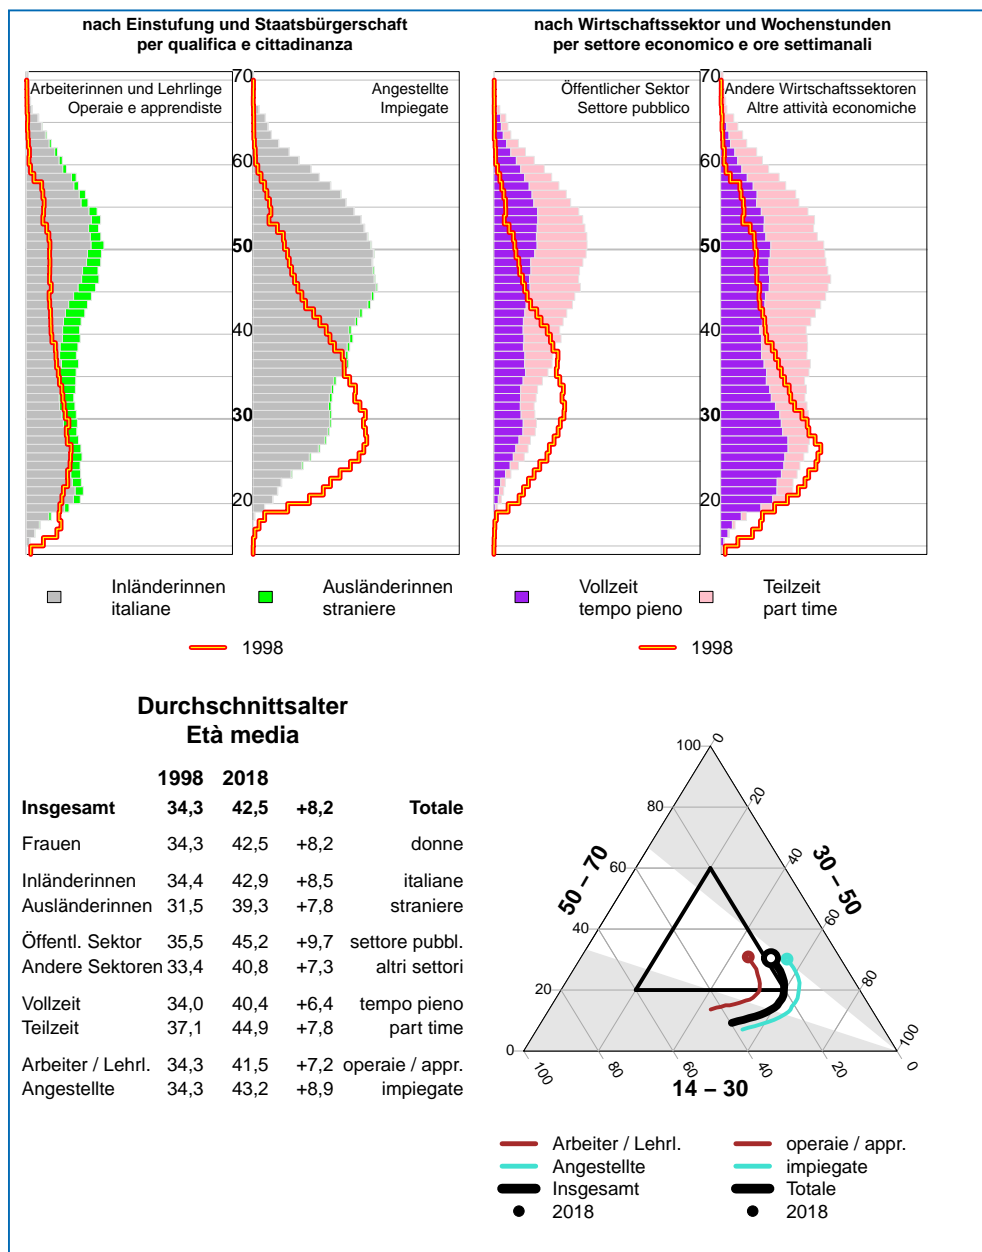 nach Einstufung und Staatsbürgerschaft
per qualifica e cittadinanza
nach Wirtschaftssektor und Wochenstunden
per settore economico e ore settimanali
Arbeiterinnen und Lehrlinge
Operaie e apprendiste
70
60
50
40
30
20
Angestellte
Impiegate
Öffentlicher Sektor
Settore pubblico
70
60
50
40
30
20
Andere Wirtschaftssektoren
Altre attività economiche
Inländerinnen
italiane
Ausländerinnen
straniere
1998
Vollzeit
tempo pieno
Teilzeit
part time
1998
Durchschnittsalter
Età media
1998 2018
Insgesamt 34,3 42,5 +8,2 Totale
Frauen 34,3 42,5 +8,2 donne
Inländerinnen 34,4 42,9 +8,5 italiane
Ausländerinnen 31,5 39,3 +7,8 straniere
Öffentl. Sektor 35,5 45,2 +9,7 settore pubbl.
Andere Sektoren 33,4 40,8 +7,3 altri settori
Vollzeit 34,0 40,4 +6,4 tempo pieno
Teilzeit 37,1 44,9 +7,8 part time
Arbeiter / Lehrl. 34,3 41,5 +7,2 operaie / appr.
Angestellte 34,3 43,2 +8,9 impiegate
100
80
60
40
20
0
50 – 70
0
20
40
60
80
100
30 – 50
100
80
60
40
20
0
14 – 30
Arbeiter / Lehrl. operaie / appr.
Angestellte impiegate
Insgesamt Totale
2018 2018